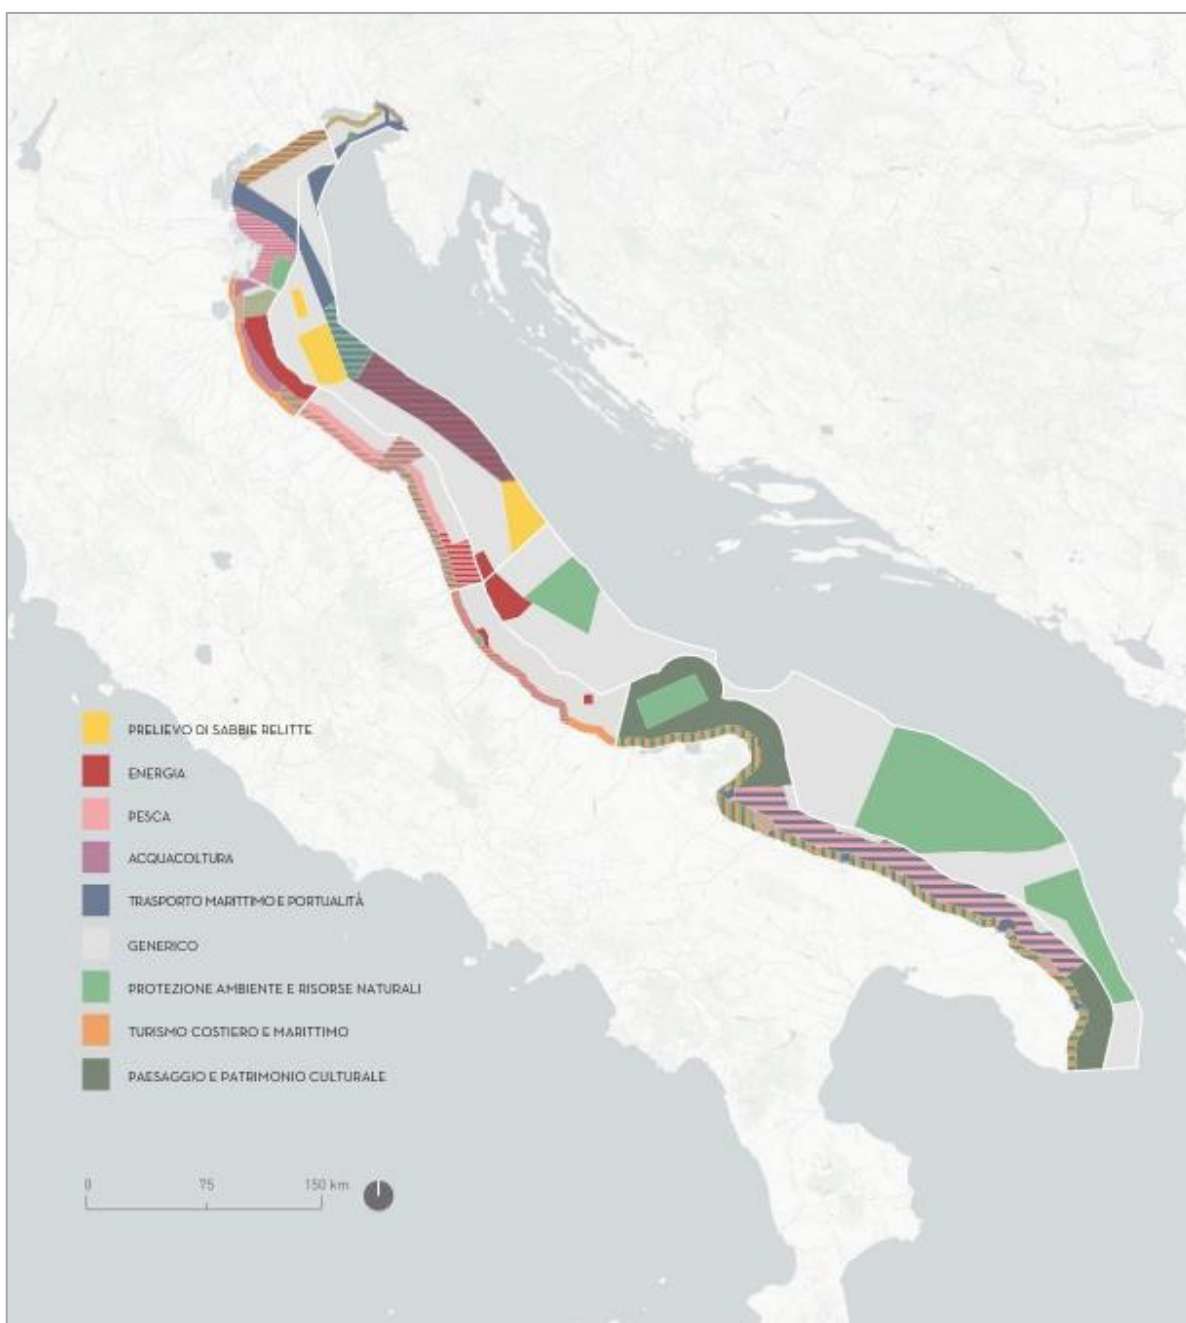 PRELIEVO DI SABBIE RELITTE
ENERGIA
PESCA
ACQUACOLTURA
TRASPORTO MARITTIMO E PORTUALITÀ
GENERICO
PROTEZIONE AMBIENTE E RISORSE NATURALI
TURISMO COSTIERO E MARITTIMO
PAESAGGIO E PATRIMONIO CULTURALE
0 75 150 km